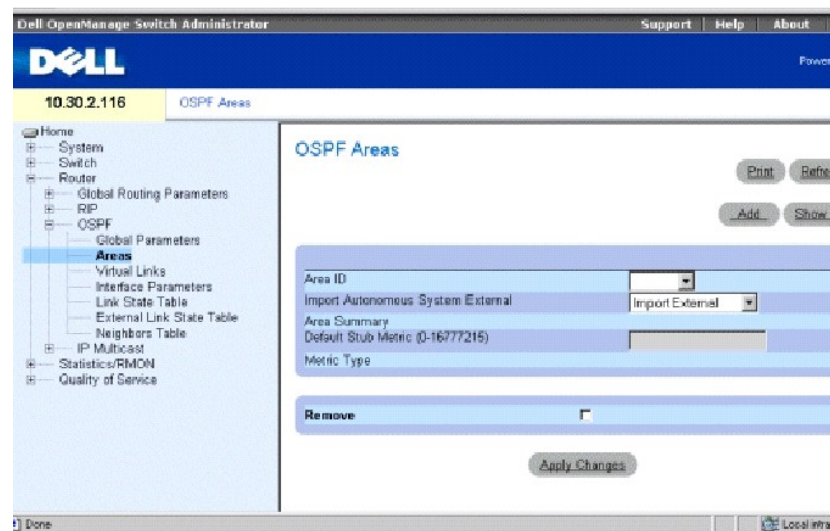 Dell OpenManage Switch Administrator
Support | Help | About
DELL
10.30.2.116
OSPF Areas
Home
System
Switch
Router
Global Routing Parameters
RIP
OSPF
Global Parameters
Areas
Virtual Links
Interface Parameters
Link State Table
External Link State Table
Neighbors Table
IP Multicast
Statistics/RMON
Quality of Service
OSPF Areas
Print
Add
Show
Area ID
Import Autonomous System External
Import External
Area Summary
Default Stub Metric (0-16777215)
Metric Type
Remove
Apply Changes
Done